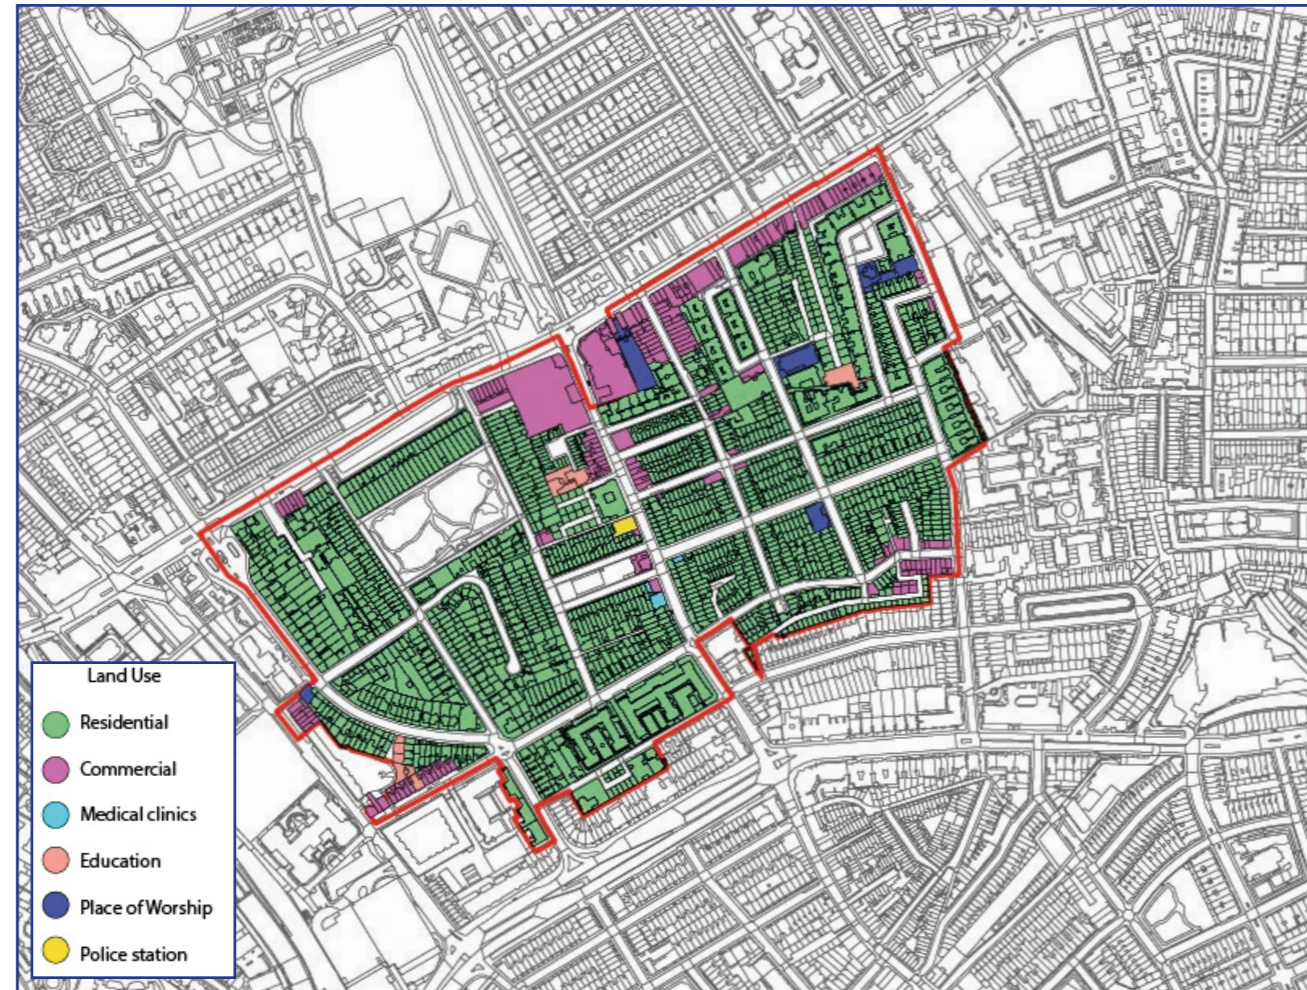 Land Use
Residential
Commercial
Medical clinics
Education
Place of Worship
Police station